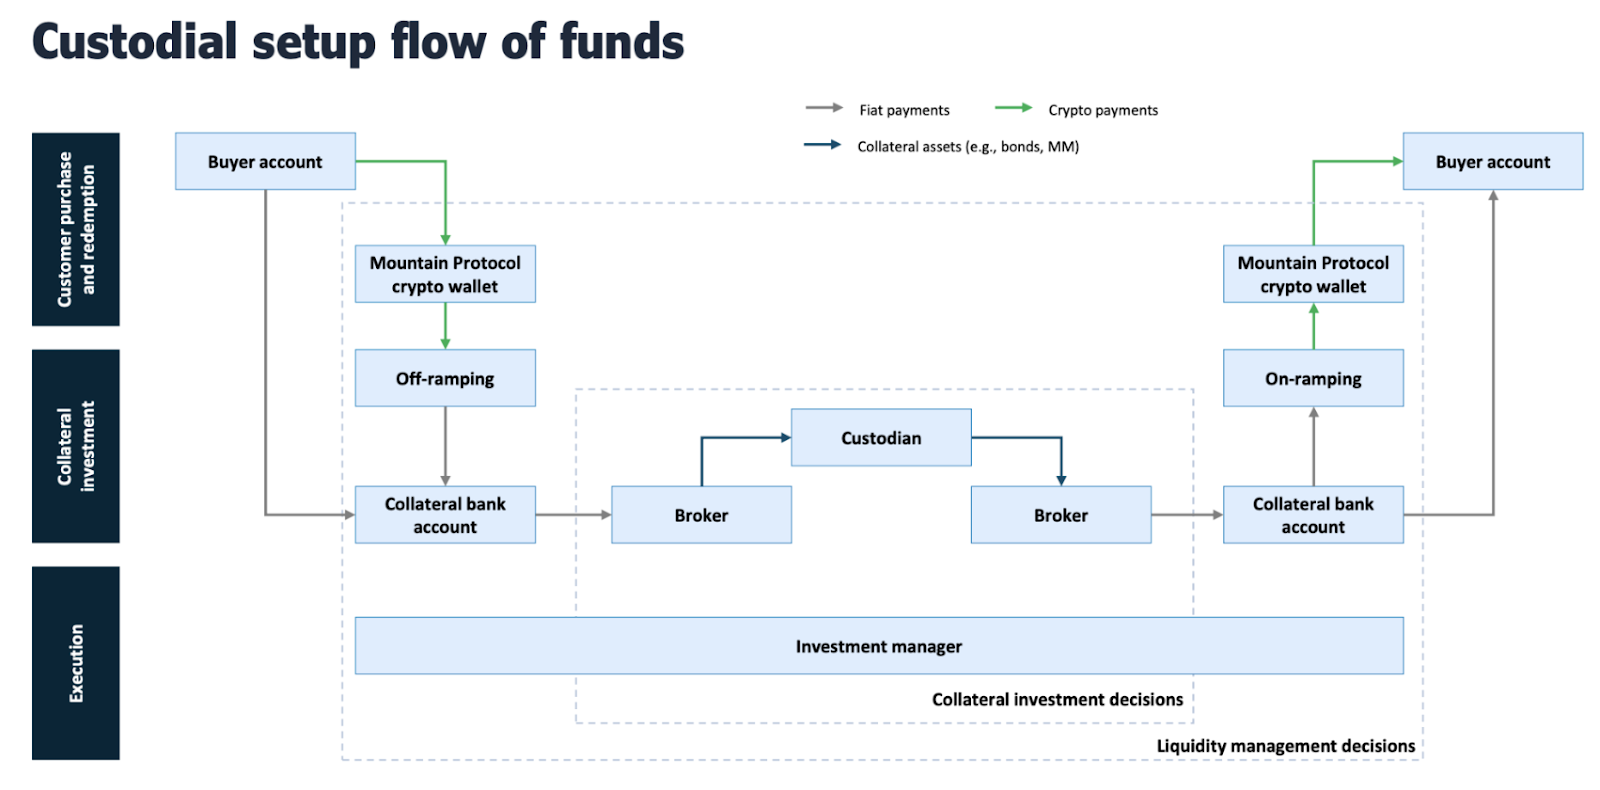 Custodial setup flow of funds
Fiat payments
Crypto payments
Collateral assets (e.g., bonds, MM)
Customer purchase
and redemption
Buyer account
Buyer account
Mountain Protocol
crypto wallet
Mountain Protocol
crypto wallet
Collateral
investment
Off-ramping
On-ramping
Custodian
Collateral bank
account
Broker
Broker
Collateral bank
account
Execution
Investment manager
Collateral investment decisions
Liquidity management decisions